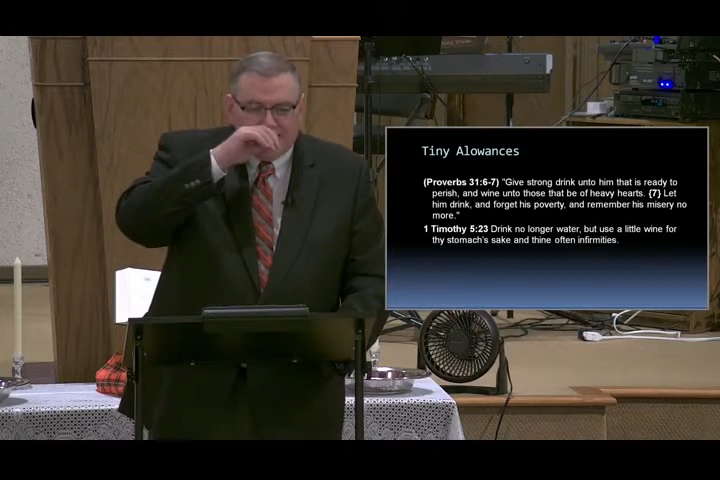 Tiny Alowances
(Proverbs 31:6-7) "Give strong drink unto him that is ready to
perish, and wine unto those that be of heavy hearts. {7} Let
him drink, and forget his poverty, and remember his misery no
more."
1 Timothy 5:23 Drink no longer water, but use a little wine for
thy stomach's sake and thine often infirmities.